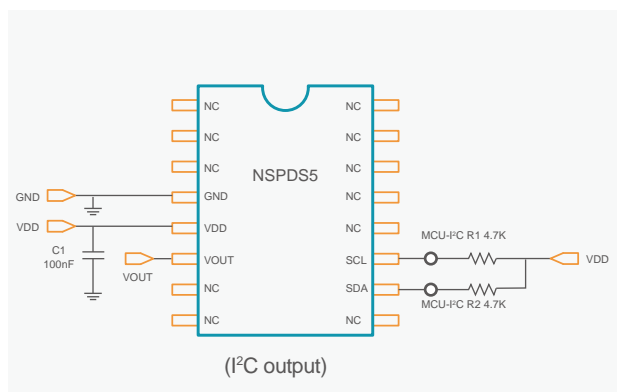 NC NC
NC NC
NC NSPDS5 NC
GND GND NC
VDD VDD NC
C1
100nF
VOUT
VOUT SCL
MCU-I²C R1 4.7K
VDD
NC SDA
MCU-I²C R2 4.7K
NC NC
(I²C output)